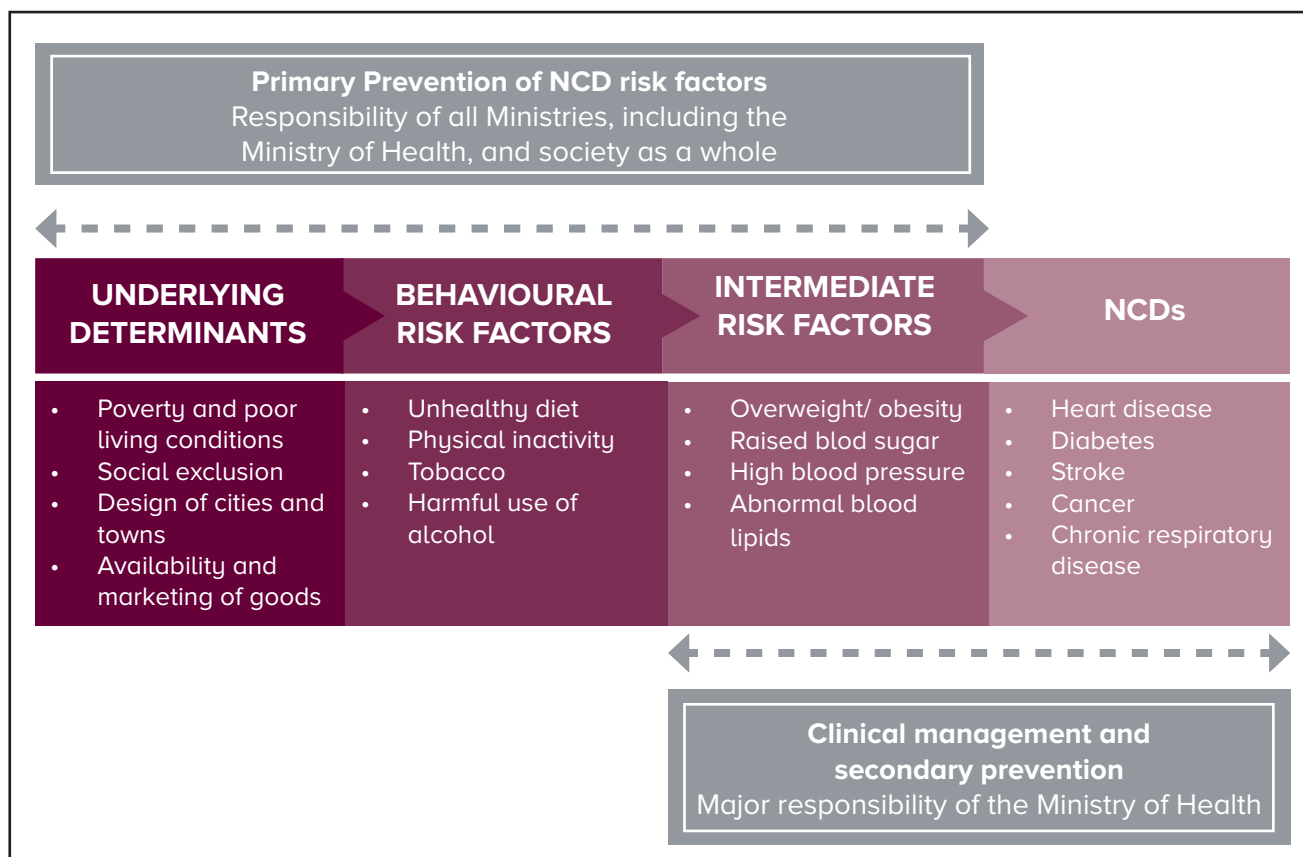 Primary Prevention of NCD risk factors
Responsibility of all Ministries, including the
Ministry of Health, and society as a whole
UNDERLYING
DETERMINANTS
BEHAVIOURAL
RISK FACTORS
INTERMEDIATE
RISK FACTORS
NCDs
• Poverty and poor
living conditions
• Social exclusion
• Design of cities and
towns
• Availability and
marketing of goods
• Unhealthy diet
• Physical inactivity
• Tobacco
• Harmful use of
alcohol
• Overweight/ obesity
• Raised blod sugar
• High blood pressure
• Abnormal blood
lipids
• Heart disease
• Diabetes
• Stroke
• Cancer
• Chronic respiratory
disease
Clinical management and
secondary prevention
Major responsibility of the Ministry of Health